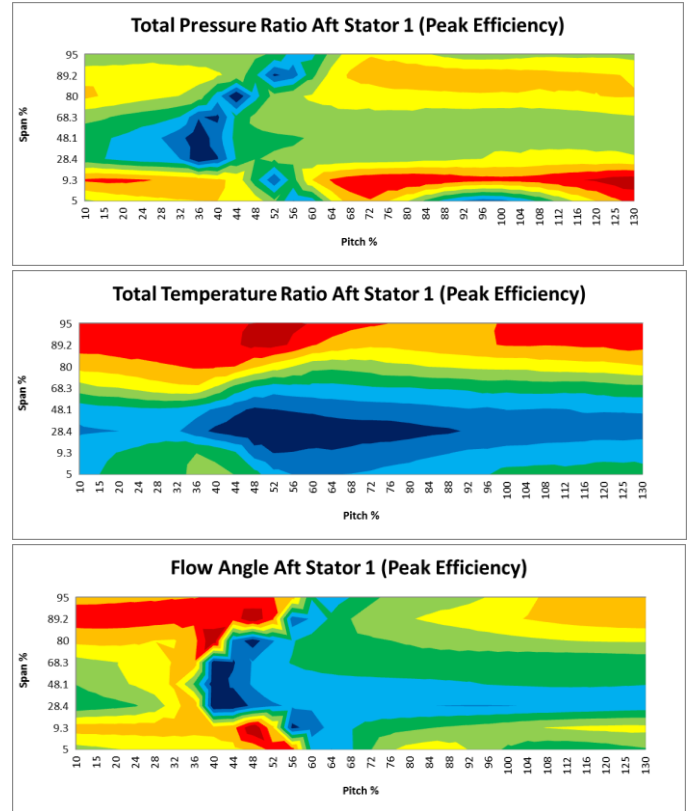 Total Pressure Ratio Aft Stator 1 (Peak Efficiency)
Span %
95
89.2
80
68.3
48.1
28.4
9.3
5
10 15 20 24 28 32 36 40 44 48 52 56 60 64 68 72 76 80 84 88 92 96 100 104 108 112 116 120 125 130
Pitch %
Total Temperature Ratio Aft Stator 1 (Peak Efficiency)
Span %
95
89.2
80
68.3
48.1
28.4
9.3
5
10 15 20 24 28 32 36 40 44 48 52 56 60 64 68 72 76 80 84 88 92 96 100 104 108 112 116 120 125 130
Pitch %
Flow Angle Aft Stator 1 (Peak Efficiency)
Span %
95
89.2
80
68.3
48.1
28.4
9.3
5
10 15 20 24 28 32 36 40 44 48 52 56 60 64 68 72 76 80 84 88 92 96 100 104 108 112 116 120 125 130
Pitch %